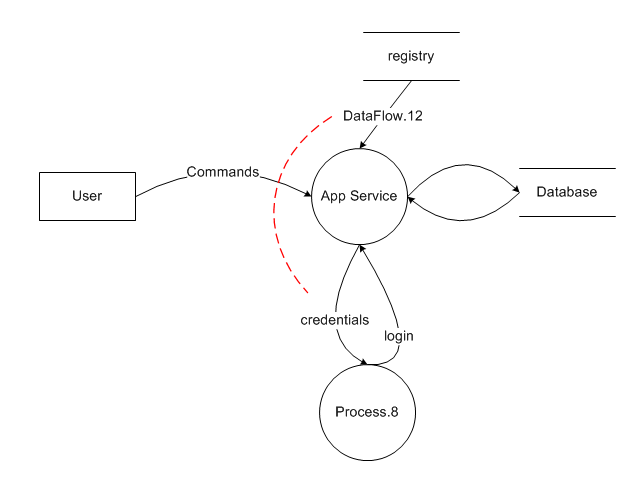 registry
DataFlow.12
Commands
User
App Service
Database
credentials
login
Process.8